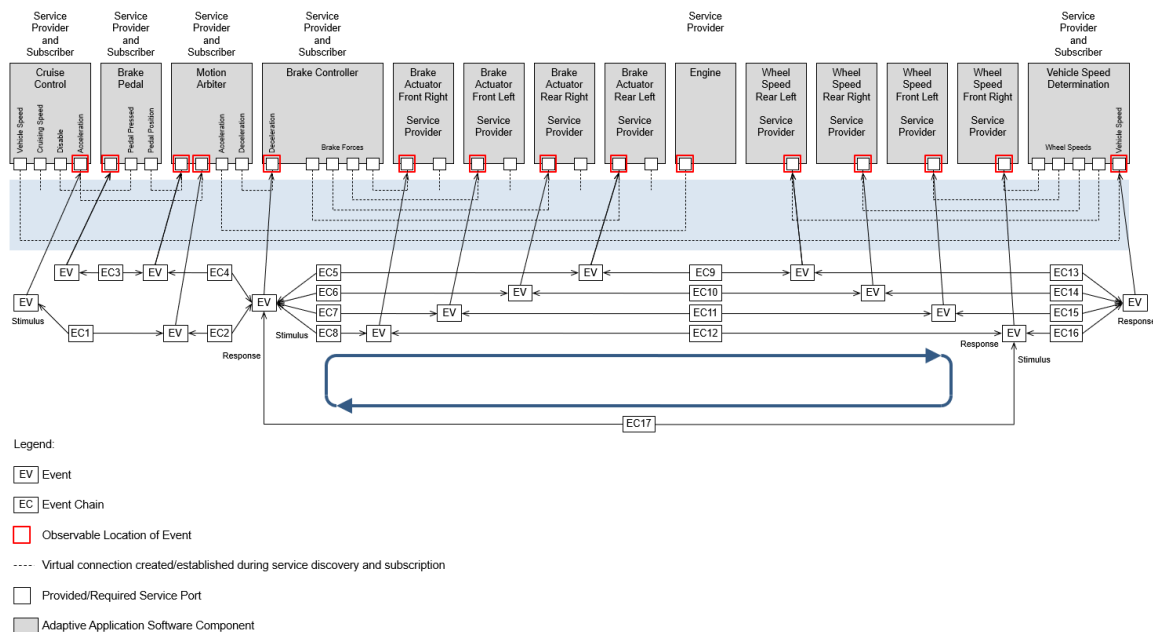 Service
Provider
and
Subscriber
Service
Provider
and
Subscriber
Service
Provider
and
Subscriber
Service
Provider
and
Subscriber
Service
Provider
Service
Provider
and
Subscriber
Cruise
Control
Vehicle Speed
Cruising Speed
Disable
Acceleration
Brake
Pedal
Pedal Pressed
Pedal Position
Motion
Arbiter
Acceleration
Deceleration
Brake Controller
Deceleration
Brake Forces
Brake
Actuator
Front Right
Service
Provider
Brake
Actuator
Front Left
Service
Provider
Brake
Actuator
Rear Right
Service
Provider
Brake
Actuator
Rear Left
Service
Provider
Engine
Wheel
Speed
Rear Left
Service
Provider
Wheel
Speed
Rear Right
Service
Provider
Wheel
Speed
Front Left
Service
Provider
Wheel
Speed
Front Right
Service
Provider
Vehicle Speed
Determination
Wheel Speeds
Vehicle Speed
EV EC3 EV EC4 EC5 EV EC9 EV EC13
EC6 EV EC10 EV EC14
EV EV EV
Stimulus
EC7 EV EC11 EV EC15
Response
EC1 EV EC2 Stimulus EC8 EV EC12 EV EC16
Response
Response
Stimulus
EC17
Legend:
EV Event
EC Event Chain
Observable Location of Event
Virtual connection created/established during service discovery and subscription
Provided/Required Service Port
Adaptive Application Software Component